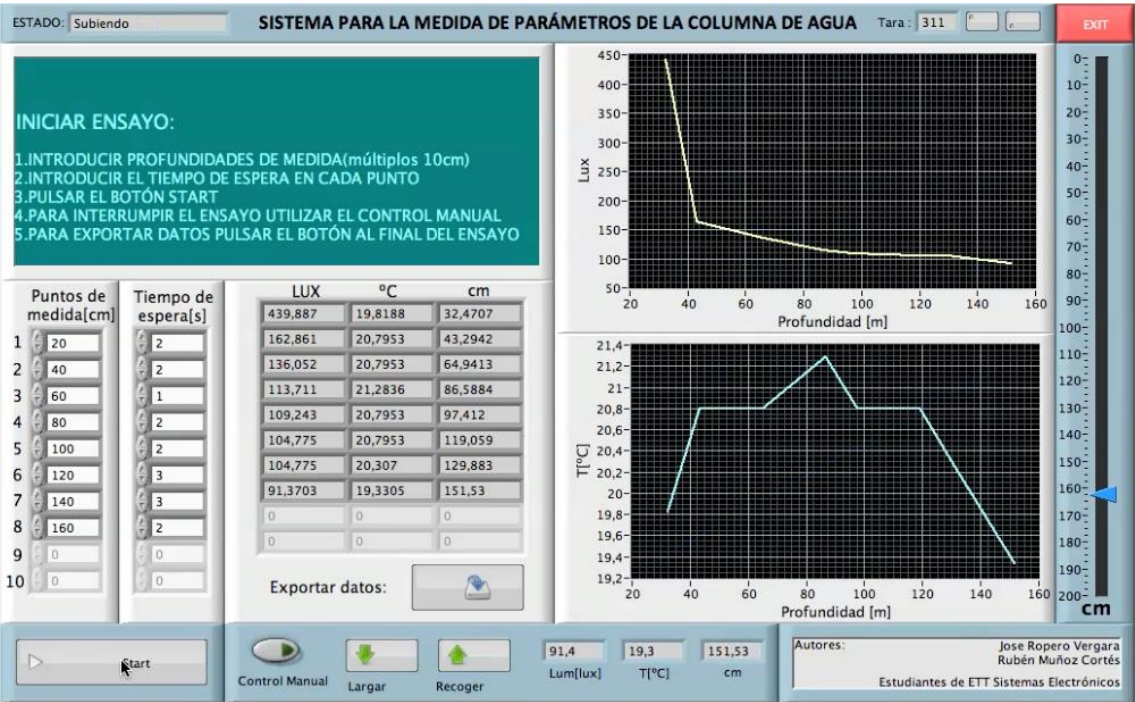 ESTADO: Subiendo
SISTEMA PARA LA MEDIDA DE PARÁMETROS DE LA COLUMNA DE AGUA
Tara: 311
EXIT
INICIAR ENSAYO:
1.INTRODUCIR PROFUNDIDADES DE MEDIDA(múltiplos 10cm)
2.INTRODUCIR EL TIEMPO DE ESPERA EN CADA PUNTO
3.PULSAR EL BOTÓN START
4.PARA INTERRUMPIR EL ENSAYO UTILIZAR EL CONTROL MANUAL
5.PARA EXPORTAR DATOS PULSAR EL BOTÓN AL FINAL DEL ENSAYO
Puntos de
medida[cm]
1 20
2 40
3 60
4 80
5 100
6 120
7 140
8 160
9 0
10 0
Tiempo de
espera[s]
2
2
1
2
2
3
3
2
0
0
LUX ºC cm
439,887 19,8188 32,4707
162,861 20,7953 43,2942
136,052 20,7953 64,9413
113,711 21,2836 86,5884
109,243 20,7953 97,412
104,775 20,7953 119,059
104,775 20,307 129,883
91,3703 19,3305 151,53
0 0 0
0 0 0
Exportar datos:
450
400
350
300
250
200
150
100
50
Lux
20 40 60 80 100 120 140 160
Profundidad [m]
21,4
21,2
21
20,8
20,6
20,4
20,2
20
19,8
19,6
19,4
19,2
T[ºC]
20 40 60 80 100 120 140 160
Profundidad [m]
0
10
20
30
40
50
60
70
80
90
100
110
120
130
140
150
160
170
180
190
200
cm
Start
Control Manual
Largar
Recoger
91,4 19,3 151,53
Lum[lux] T[ºC] cm
Autores: Jose Ropero Vergara
Rubén Muñoz Cortés
Estudiantes de ETT Sistemas Electrónicos